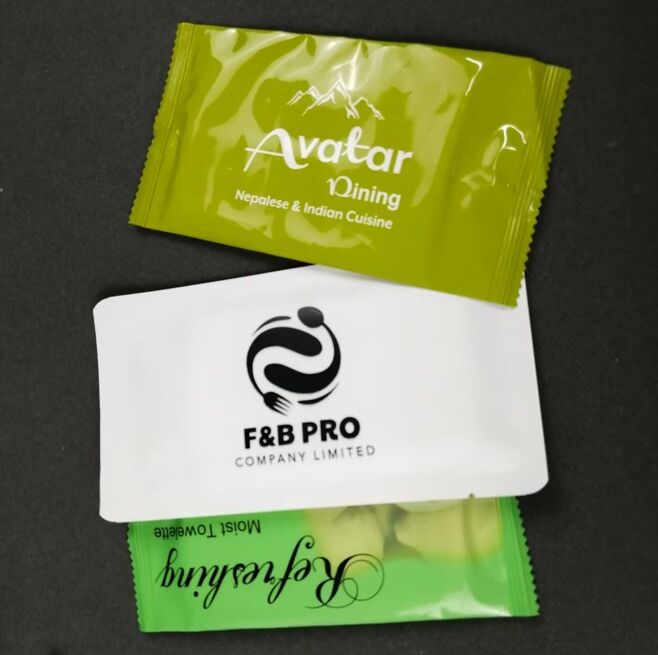 Avatar
Dining
Nepalese & Indian Cuisine
F&B PRO
COMPANY LIMITED
Refreshing
Moist Towelette